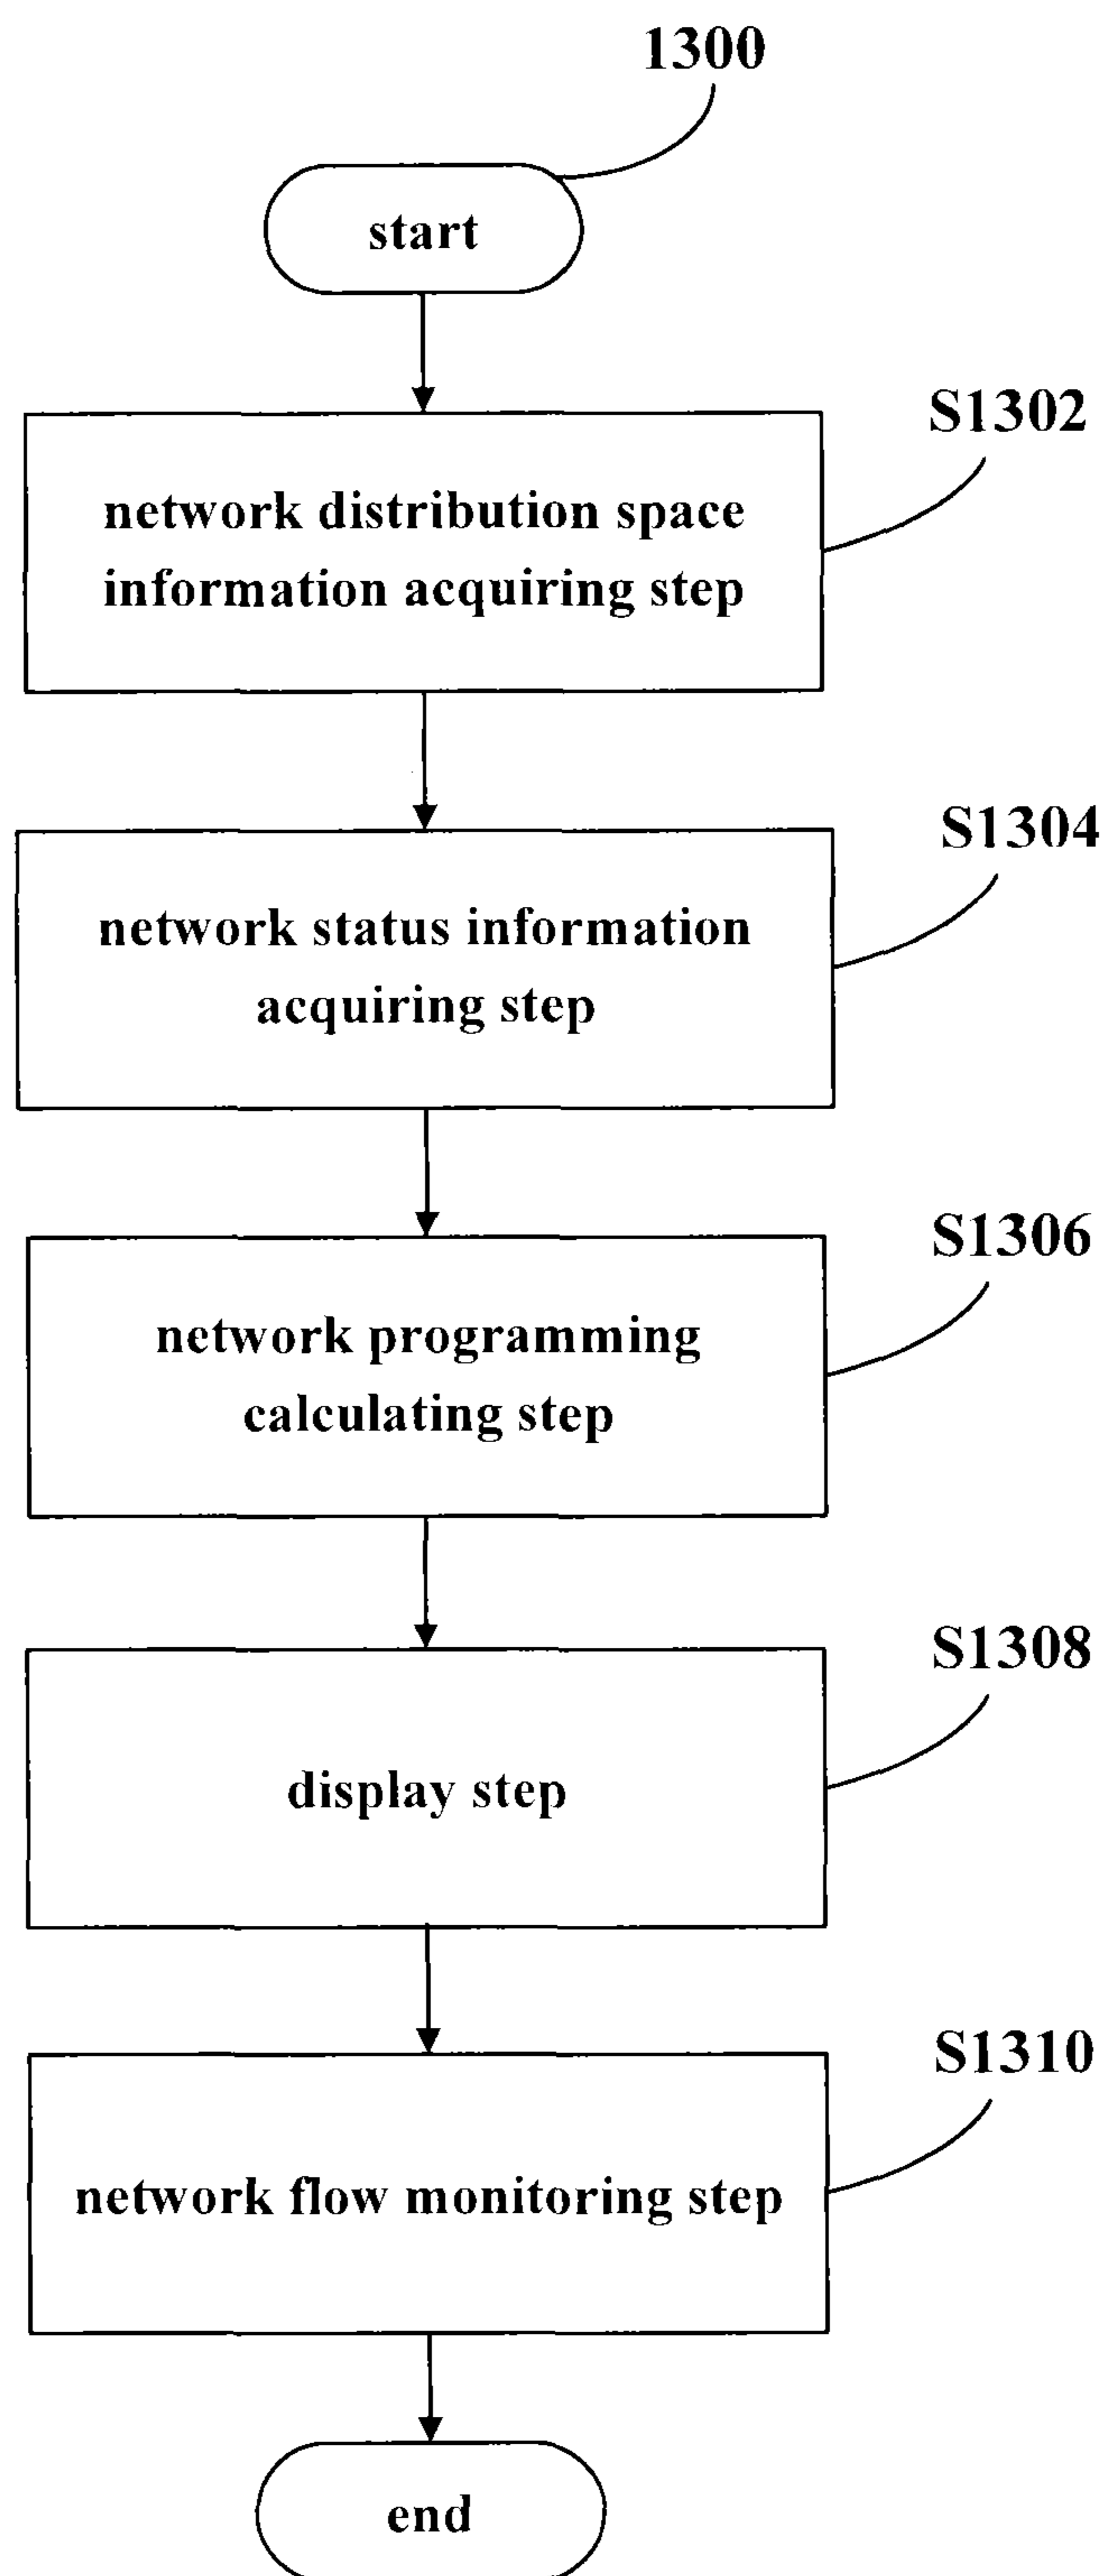 1300
start
S1302
network distribution space
information acquiring step
S1304
network status information
acquiring step
S1306
network programming
calculating step
S1308
display step
S1310
network flow monitoring step
end